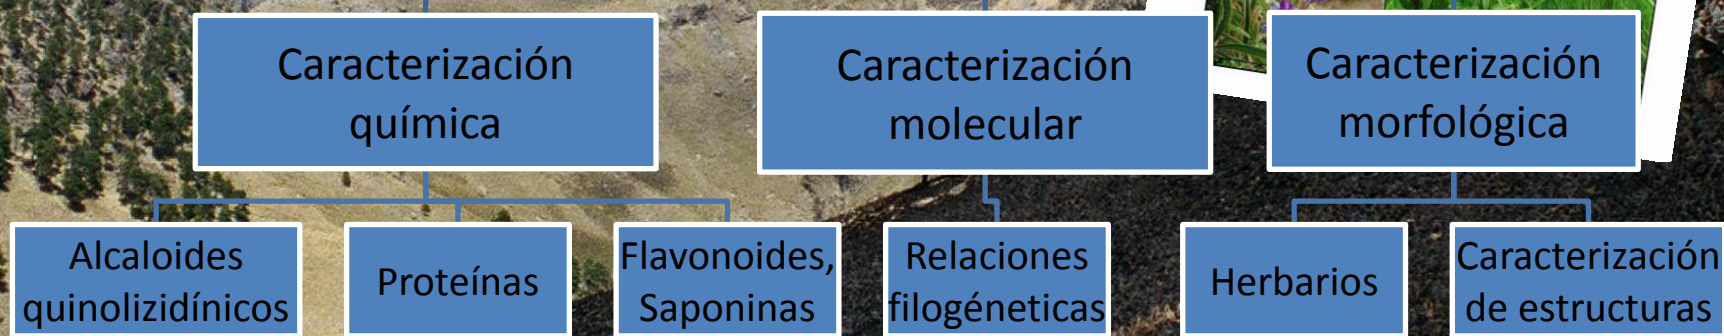 Caracterización
química
Caracterización
molecular
Caracterización
morfológica
Alcaloides
quinolizidínicos
Proteínas
Flavonoides,
Saponinas
Relaciones
filogéneticas
Herbarios
Caracterización
de estructuras